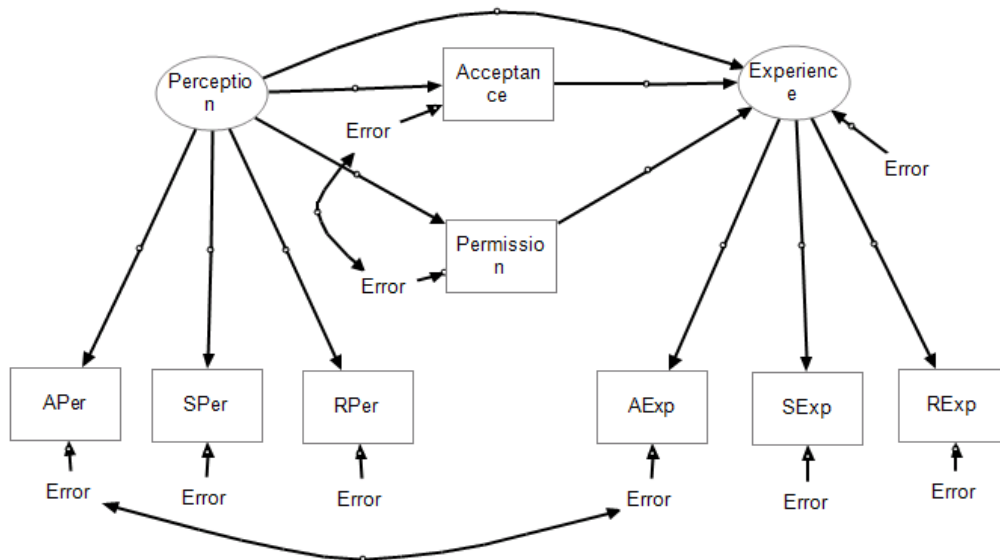 Perceptio
n
Acceptan
ce
Experienc
e
Error
Error
Permissio
n
Error
APer
SPer
RPer
AExp
SExp
RExp
Error
Error
Error
Error
Error
Error